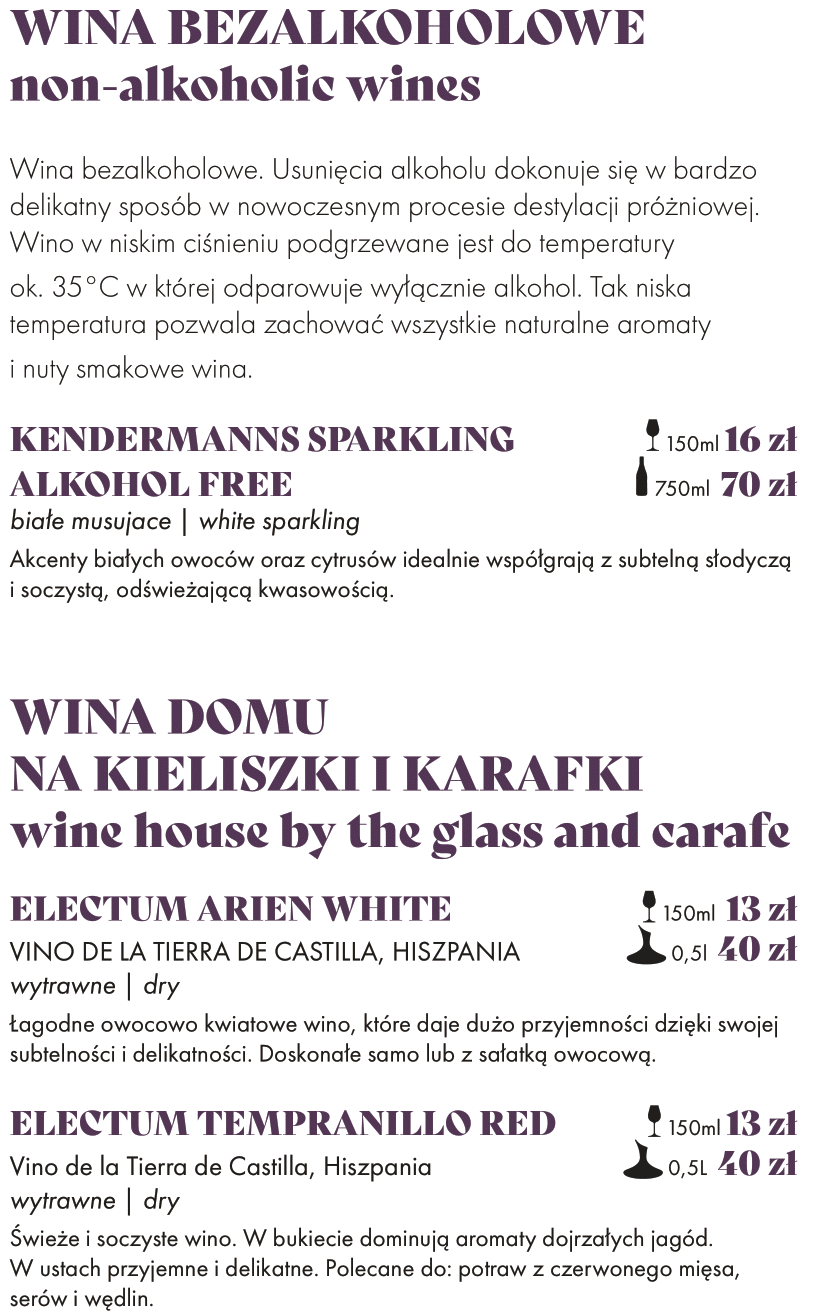 WINA BEZALKOHOLOWE
non-alkoholic wines
Wina bezalkoholowe. Usunięcia alkoholu dokonuje się w bardzo
delikatny sposób w nowoczesnym procesie destylacji próżniowej.
Wino w niskim ciśnieniu podgrzewane jest do temperatury
ok. 35°C w której odparowuje wyłącznie alkohol. Tak niska
temperatura pozwala zachować wszystkie naturalne aromaty
i nuty smakowe wina.
KENDERMANNS SPARKLING 150ml 16 zł
ALKOHOL FREE 750ml 70 zł
białe musujace | white sparkling
Akcenty białych owoców oraz cytrusów idealnie współgrają z subtelną słodyczą
i soczystą, odświeżającą kwasowością.
WINA DOMU
NA KIELISZKI I KARAFKI
wine house by the glass and carafe
ELECTUM ARIEN WHITE 150ml 13 zł
VINO DE LA TIERRA DE CASTILLA, HISZPANIA 0,5l 40 zł
wytrawne | dry
Łagodne owocowo kwiatowe wino, które daje dużo przyjemności dzięki swojej
subtelności i delikatności. Doskonałe samo lub z sałatką owocową.
ELECTUM TEMPRANILLO RED 150ml 13 zł
Vino de la Tierra de Castilla, Hiszpania 0,5L 40 zł
wytrawne | dry
Świeże i soczyste wino. W bukiecie dominują aromaty dojrzałych jagód.
W ustach przyjemne i delikatne. Polecane do: potraw z czerwonego mięsa,
serów i wędlin.